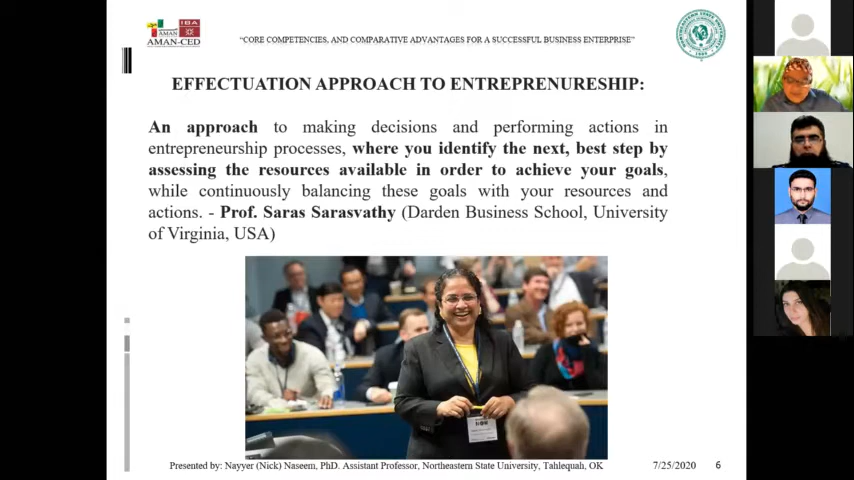 AMAN
IBA
AMAN-CED
“CORE COMPETENCIES, AND COMPARATIVE ADVANTAGES FOR A SUCCESSFUL BUSINESS ENTERPRISE”
EFFECTUATION APPROACH TO ENTREPRENURESHIP:
An approach to making decisions and performing actions in
entrepreneurship processes, where you identify the next, best step by
assessing the resources available in order to achieve your goals,
while continuously balancing these goals with your resources and
actions. - Prof. Saras Sarasvathy (Darden Business School, University
of Virginia, USA)
Presented by: Nayyer (Nick) Naseem, PhD. Assistant Professor, Northeastern State University, Tahlequah, OK
7/25/2020 6